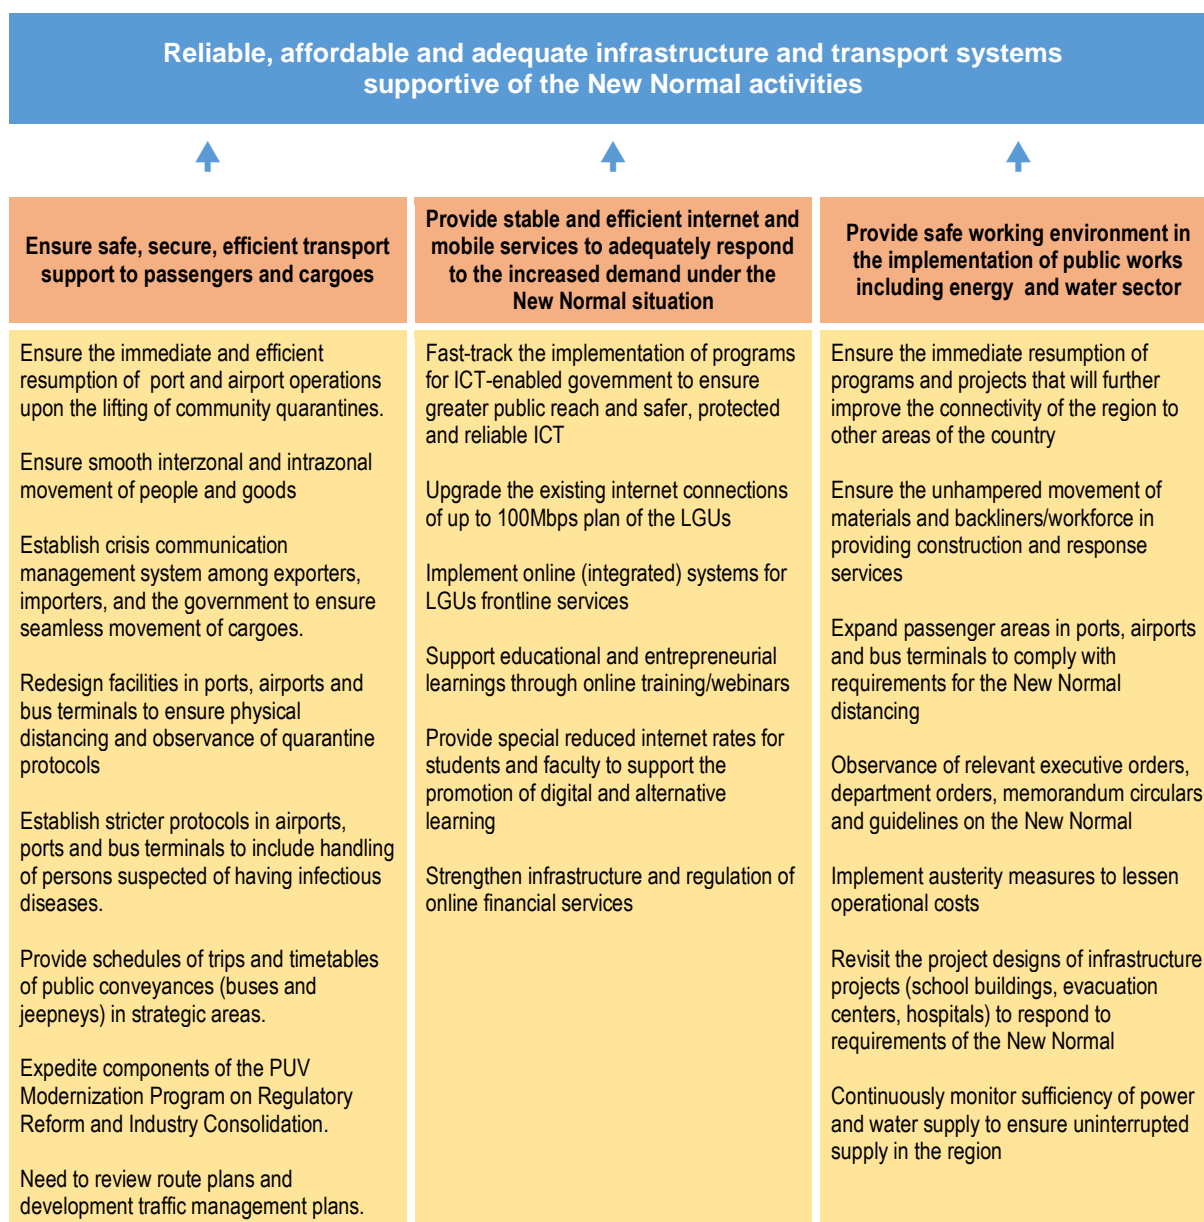 Reliable, affordable and adequate infrastructure and transport systems
supportive of the New Normal activities
Ensure safe, secure, efficient transport
support to passengers and cargoes
Ensure the immediate and efficient
resumption of port and airport operations
upon the lifting of community quarantines.
Ensure smooth interzonal and intrazonal
movement of people and goods
Establish crisis communication
management system among exporters,
importers, and the government to ensure
seamless movement of cargoes.
Redesign facilities in ports, airports and
bus terminals to ensure physical
distancing and observance of quarantine
protocols
Establish stricter protocols in airports,
ports and bus terminals to include handling
of persons suspected of having infectious
diseases.
Provide schedules of trips and timetables
of public conveyances (buses and
jeepneys) in strategic areas.
Expedite components of the PUV
Modernization Program on Regulatory
Reform and Industry Consolidation.
Need to review route plans and
development traffic management plans.
Provide stable and efficient internet and
mobile services to adequately respond
to the increased demand under the
New Normal situation
Fast-track the implementation of programs
for ICT-enabled government to ensure
greater public reach and safer, protected
and reliable ICT
Upgrade the existing internet connections
of up to 100Mbps plan of the LGUs
Implement online (integrated) systems for
LGUs frontline services
Support educational and entrepreneurial
learnings through online training/webinars
Provide special reduced internet rates for
students and faculty to support the
promotion of digital and alternative
learning
Strengthen infrastructure and regulation of
online financial services
Provide safe working environment in
the implementation of public works
including energy and water sector
Ensure the immediate resumption of
programs and projects that will further
improve the connectivity of the region to
other areas of the country
Ensure the unhampered movement of
materials and backliners/workforce in
providing construction and response
services
Expand passenger areas in ports, airports
and bus terminals to comply with
requirements for the New Normal
distancing
Observance of relevant executive orders,
department orders, memorandum circulars
and guidelines on the New Normal
Implement austerity measures to lessen
operational costs
Revisit the project designs of infrastructure
projects (school buildings, evacuation
centers, hospitals) to respond to
requirements of the New Normal
Continuously monitor sufficiency of power
and water supply to ensure uninterrupted
supply in the region